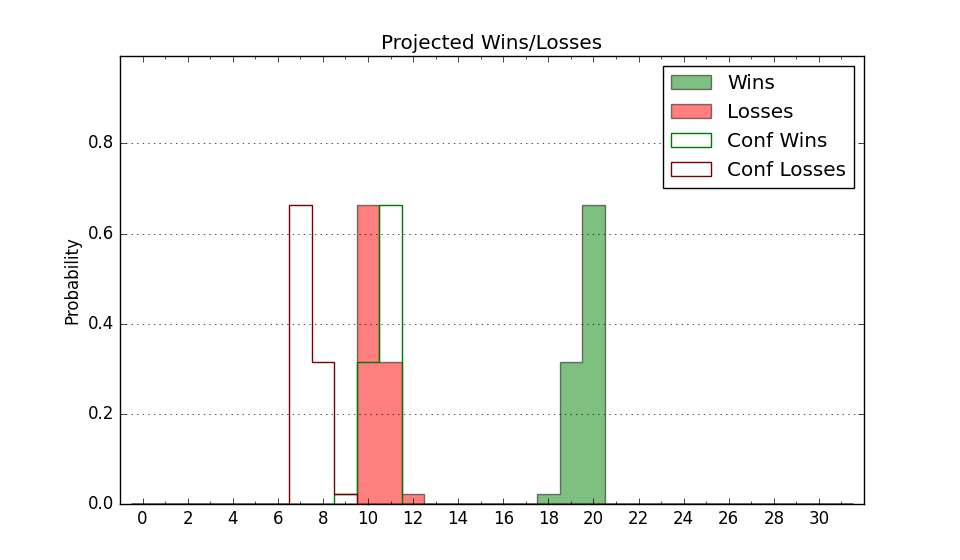 Projected Wins/Losses
Wins
Losses
Conf Wins
Conf Losses
Probability
0.8
0.6
0.4
0.2
0.0
0 2 4 6 8 10 12 14 16 18 20 22 24 26 28 30